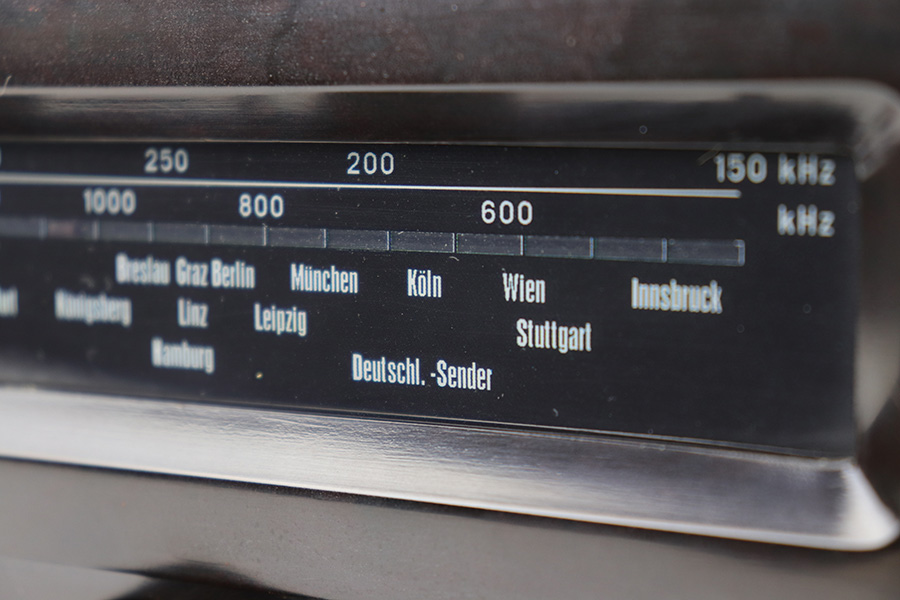 250 200 150 kHz
1000 800 600 kHz
Breslau Graz Berlin München Köln Wien Innsbruck
Königsberg Linz Leipzig Stuttgart
Hamburg Deutschl. -Sender